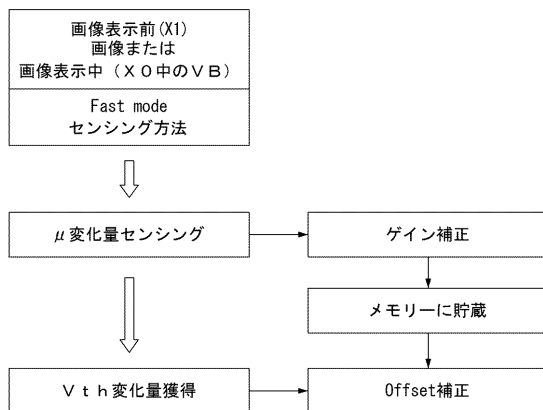 画像表示前(X1)
画像または
画像表示中（Ｘ０中のＶＢ）
Fast mode
センシング方法
μ変化量センシング
ゲイン補正
メモリーに貯蔵
Ｖｔｈ変化量獲得
Offset補正